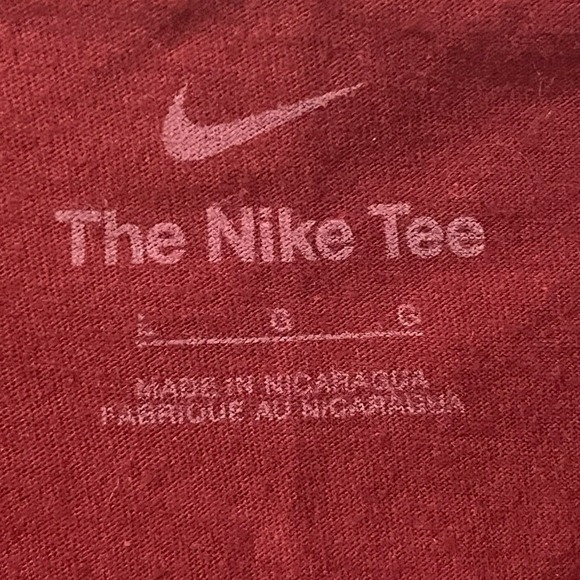 The Nike Tee
L G G
MADE IN NICARAGUA
FABRIQUE AU NICARAGUA